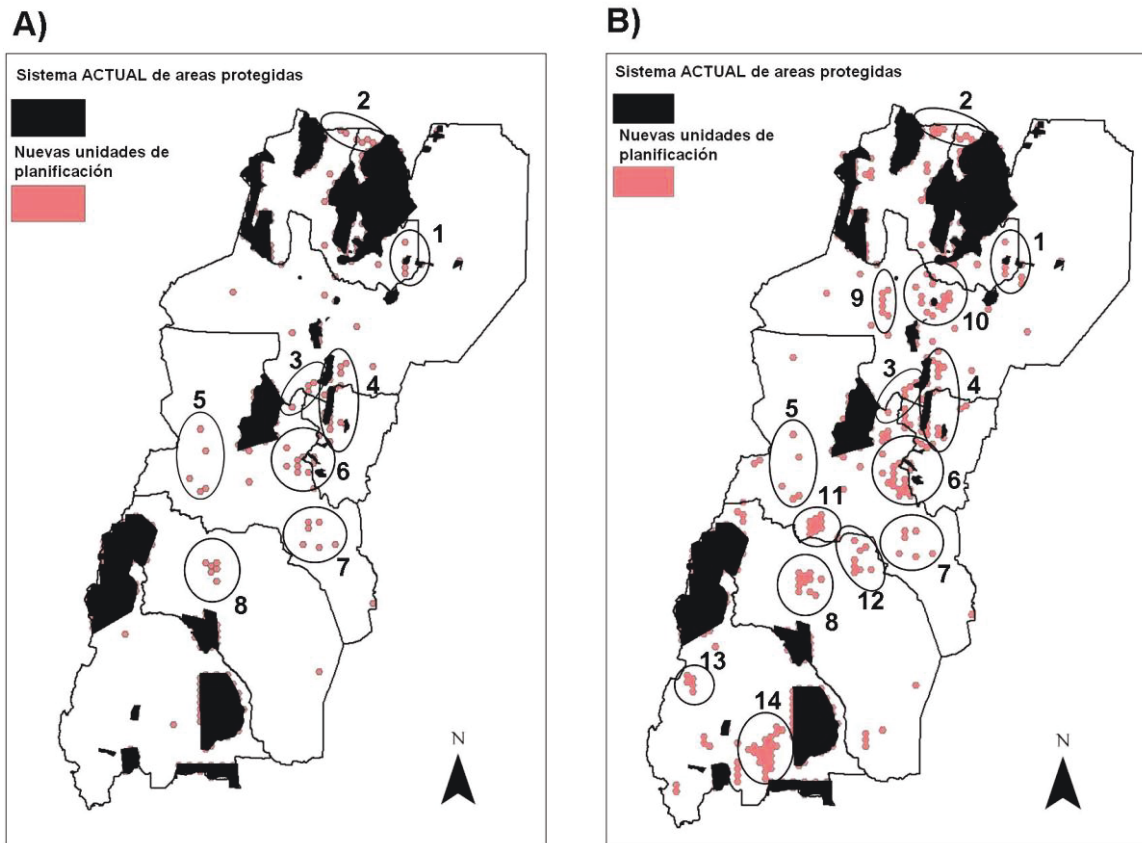 A)
Sistema ACTUAL de areas protegidas
Nuevas unidades de
planificación
2
1
3
4
5
6
7
8
N
B)
Sistema ACTUAL de areas protegidas
Nuevas unidades de
planificación
2
1
9
10
3
4
5
6
11
7
12
8
13
14
N